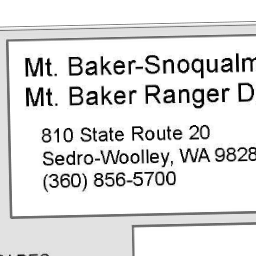 Mt. Baker-Snoqualm
Mt. Baker Ranger D
810 State Route 20
Sedro-Woolley, WA 9828
(360) 856-5700